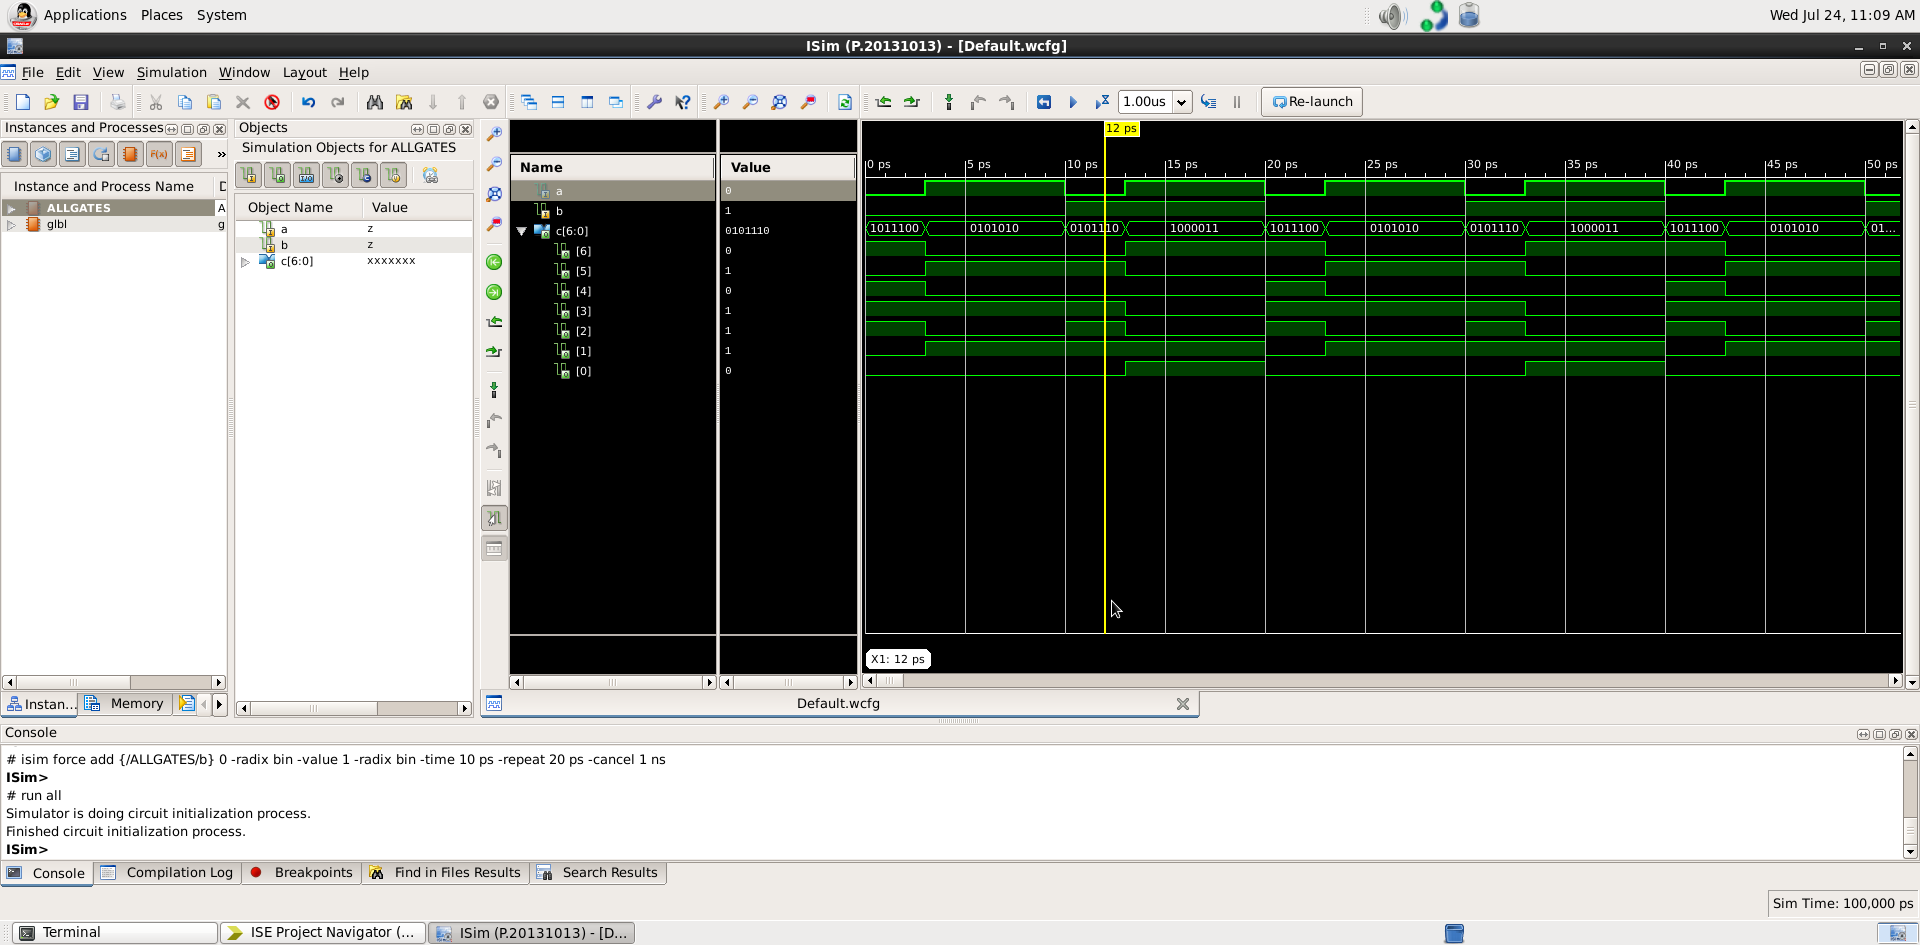 Applications Places System
Wed Jul 24, 11:09 AM
ISim (P.20131013) - [Default.wcfg]
File Edit View Simulation Window Layout Help
1.00us
Re-launch
Instances and Processes
F(x)
»
Instance and Process Name D
ALLGATES A
glbl g
Instan...
Memory
Objects
Simulation Objects for ALLGATES
Object Name Value
a z
b z
c[6:0] xxxxxxx
Name Value
a 0
b 1
c[6:0] 0101110
[6] 0
[5] 1
[4] 0
[3] 1
[2] 1
[1] 1
[0] 0
12 ps
0 ps 5 ps 10 ps 15 ps 20 ps 25 ps 30 ps 35 ps 40 ps 45 ps 50 ps
1011100 0101010 0101110 1000011 1011100 0101010 0101110 1000011 1011100 0101010 01...
X1: 12 ps
Default.wcfg
Console
# isim force add {/ALLGATES/b} 0 -radix bin -value 1 -radix bin -time 10 ps -repeat 20 ps -cancel 1 ns
ISim>
# run all
Simulator is doing circuit initialization process.
Finished circuit initialization process.
ISim>
Console Compilation Log Breakpoints Find in Files Results Search Results
Sim Time: 100,000 ps
Terminal ISE Project Navigator (... ISim (P.20131013) - [D...